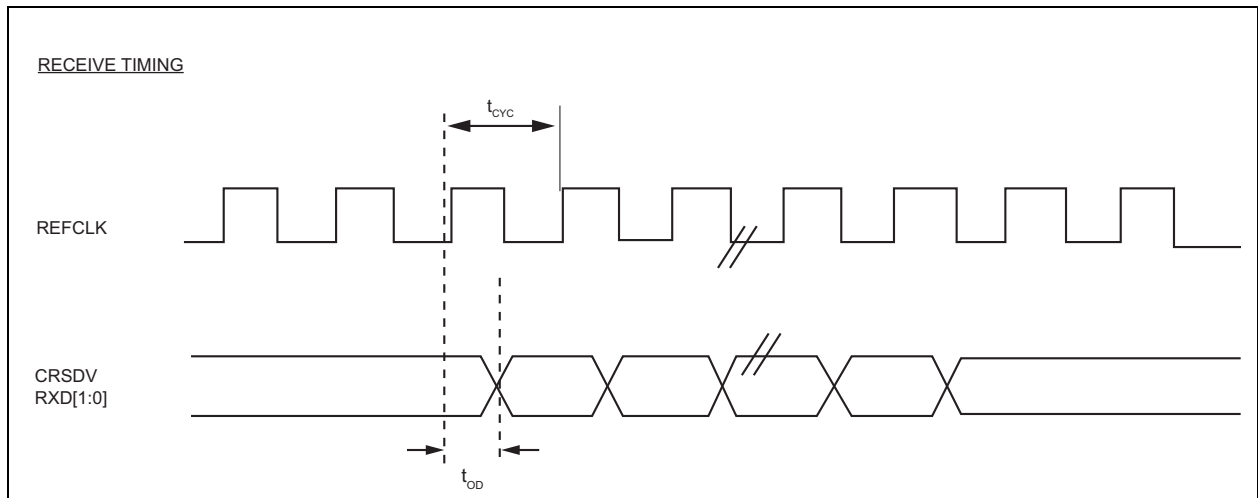 RECEIVE TIMING
tCYC
REFCLK
CRSDV
RXD[1:0]
tOD